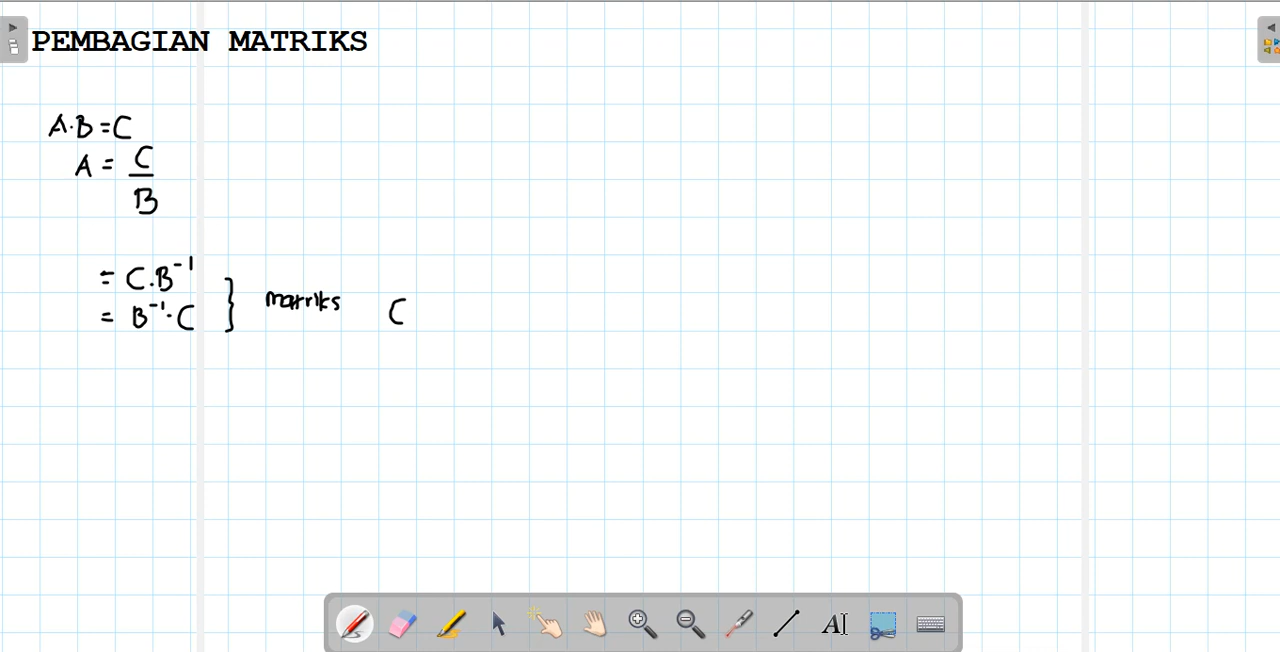 PEMBAGIAN MATRIKS
A·B = C
A = C
B
= C·B⁻¹
= B⁻¹·C } matriks C